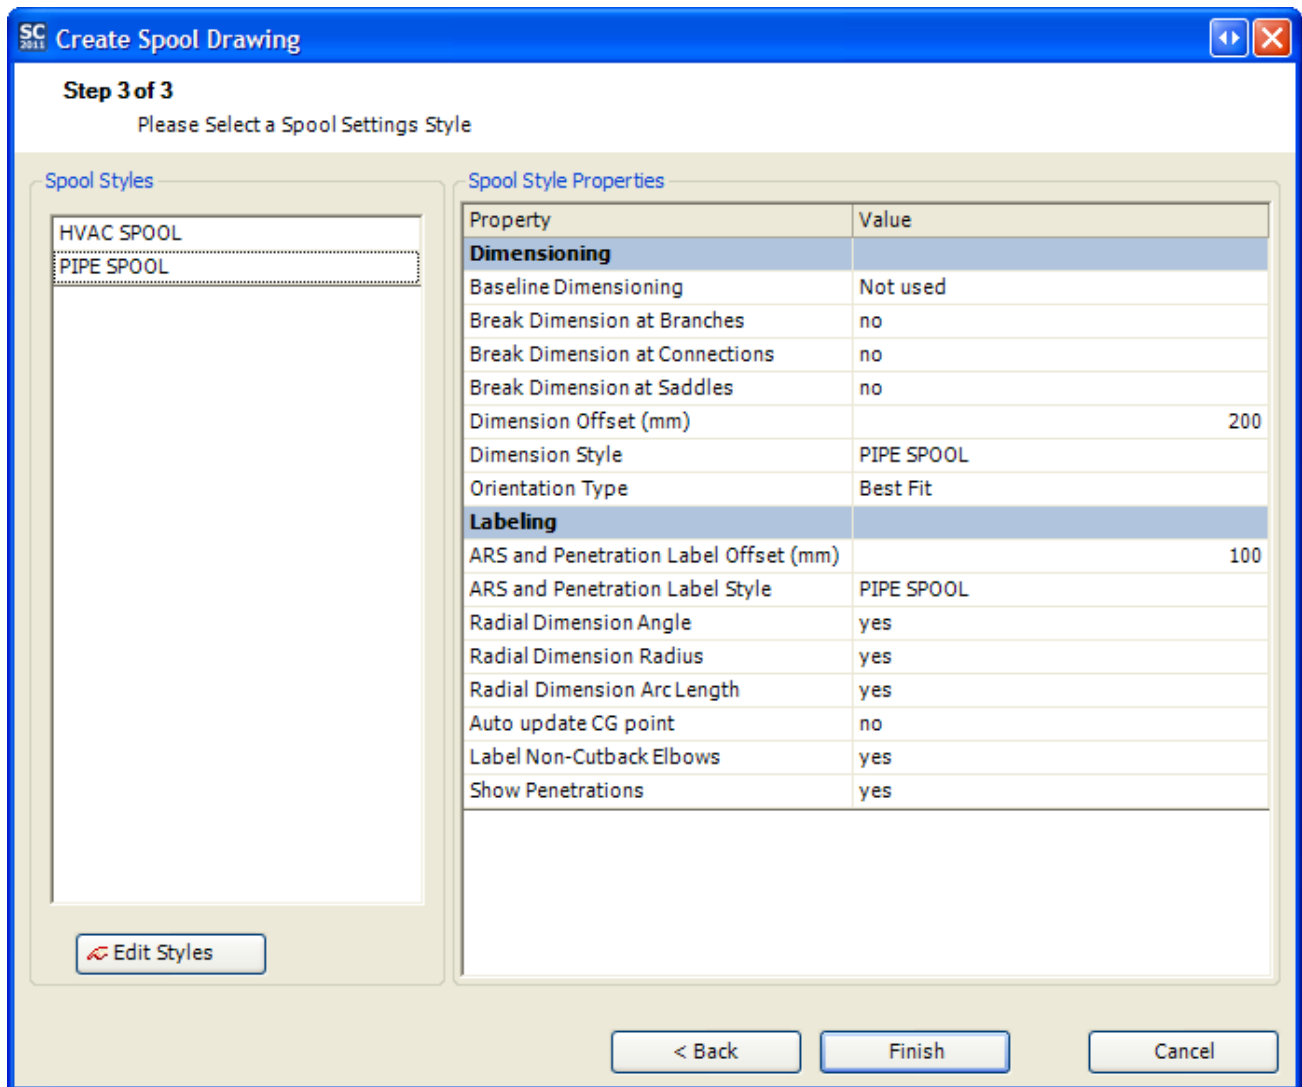 SC 2011 Create Spool Drawing
Step 3 of 3
Please Select a Spool Settings Style
Spool Styles
HVAC SPOOL
PIPE SPOOL
Edit Styles
Spool Style Properties
Property Value
Dimensioning
Baseline Dimensioning Not used
Break Dimension at Branches no
Break Dimension at Connections no
Break Dimension at Saddles no
Dimension Offset (mm) 200
Dimension Style PIPE SPOOL
Orientation Type Best Fit
Labeling
ARS and Penetration Label Offset (mm) 100
ARS and Penetration Label Style PIPE SPOOL
Radial Dimension Angle yes
Radial Dimension Radius yes
Radial Dimension Arc Length yes
Auto update CG point no
Label Non-Cutback Elbows yes
Show Penetrations yes
< Back Finish Cancel